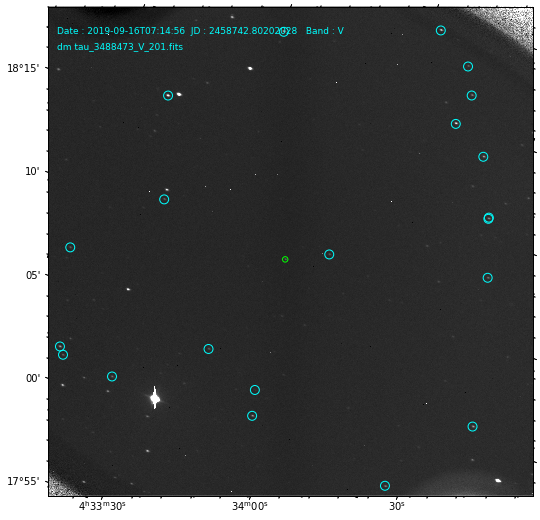 Date : 2019-09-16T07:14:56 JD : 2458742.80202928 Band : V
dm tau_3488473_V_201.fits
18°15'
10'
05'
00'
17°55'
4ʰ33ᵐ30ˢ 34ᵐ00ˢ 30ˢ